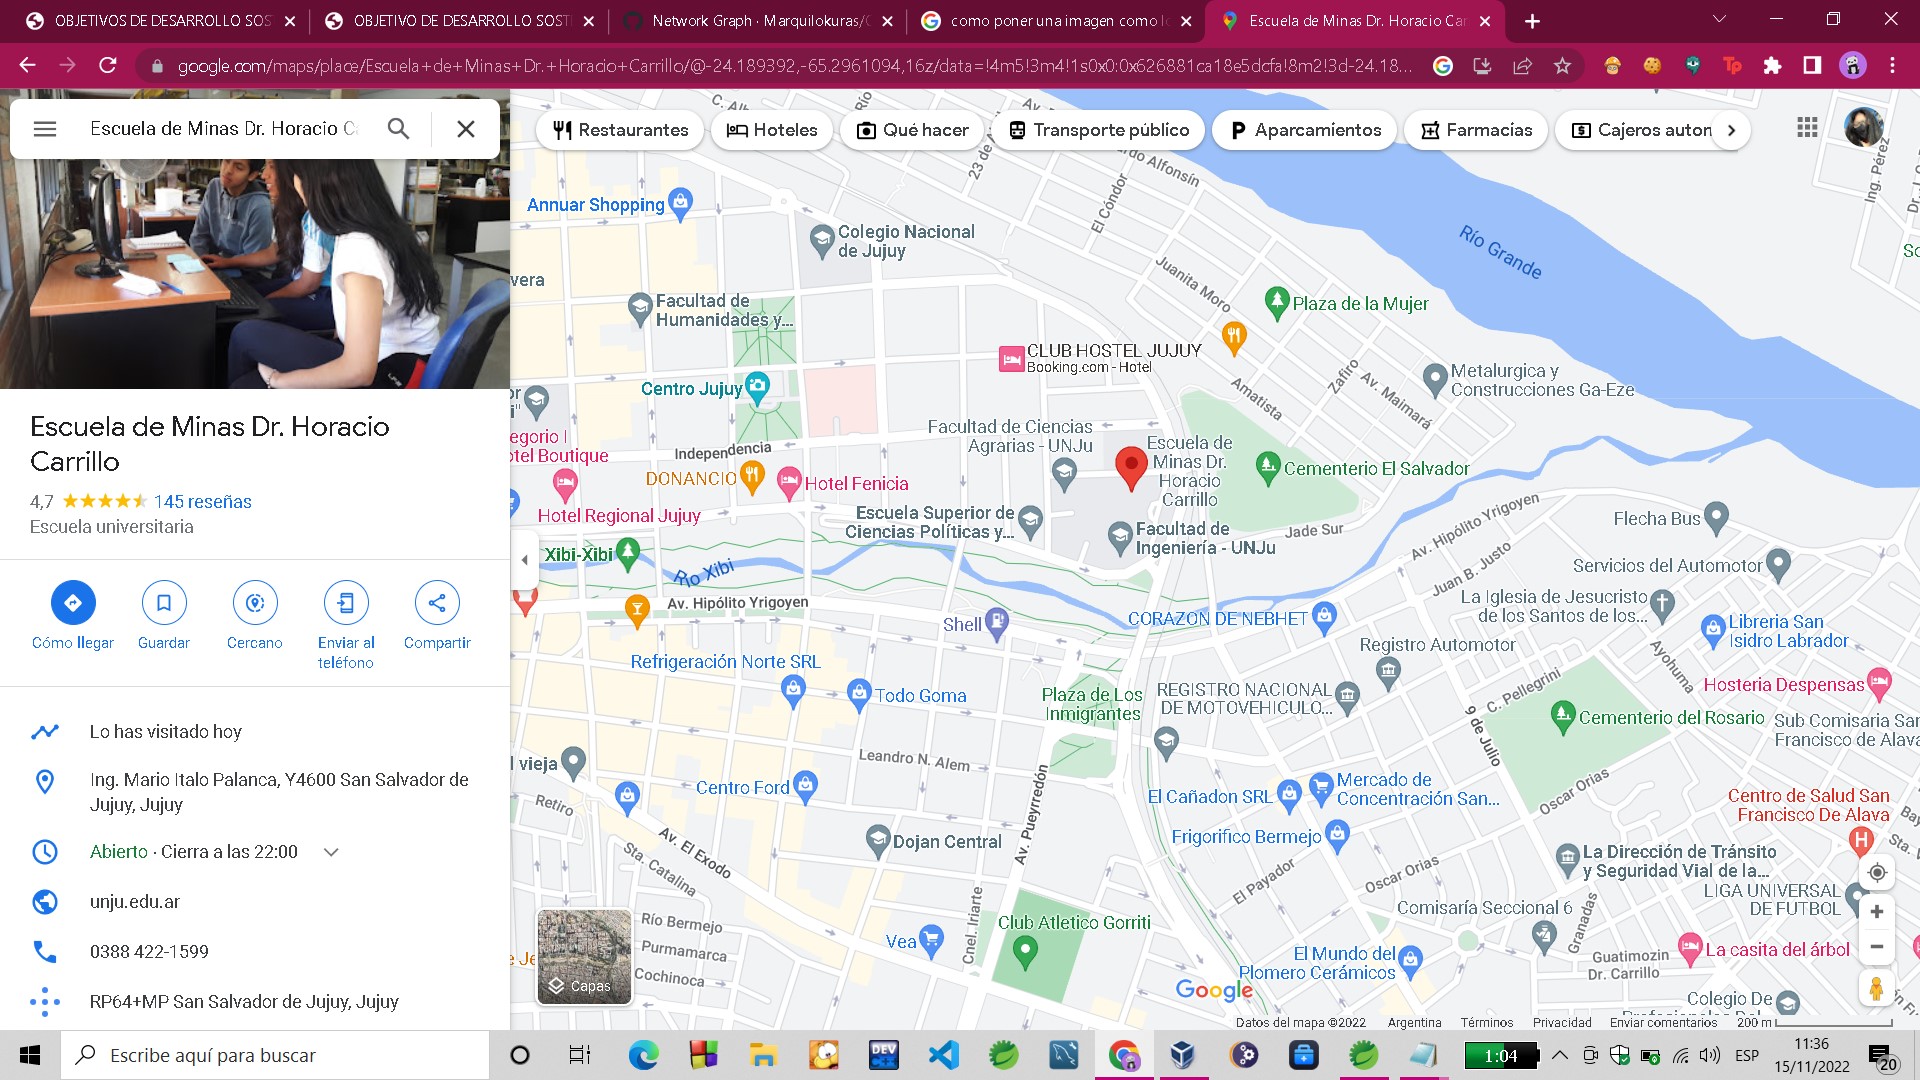 OBJETIVOS DE DESARROLLO SOS
OBJETIVO DE DESARROLLO SOST
Network Graph · Marquilokuras/
como poner una imagen como l
Escuela de Minas Dr. Horacio Car
google.com/maps/place/Escuela+de+Minas+Dr.+Horacio+Carrillo/@-24.189392,-65.2961094,16z/data=!4m5!3m4!1s0x0:0x626881ca18e5dcfa!8m2!3d-24.18...
Escuela de Minas Dr. Horacio C
Restaurantes
Hoteles
Qué hacer
Transporte público
Aparcamientos
Farmacias
Cajeros autom
Escuela de Minas Dr. Horacio
Carrillo
4,7
145 reseñas
Escuela universitaria
Cómo llegar
Guardar
Cercano
Enviar al
teléfono
Compartir
Lo has visitado hoy
Ing. Mario Italo Palanca, Y4600 San Salvador de
Jujuy, Jujuy
Abierto · Cierra a las 22:00
unju.edu.ar
0388 422-1599
RP64+MP San Salvador de Jujuy, Jujuy
23 de
El Cóndor
rdo Alfonsín
Ing. Pérez
Annuar Shopping
Colegio Nacional
de Jujuy
Río Grande
vera
Juanita Moro
Facultad de
Humanidades y...
Plaza de la Mujer
CLUB HOSTEL JUJUY
Booking.com - Hotel
Zafiro
Av. Maimará
Amatista
Metalurgica y
Construcciones Ga-Eze
Centro Jujuy
egorio I
otel Boutique
Independencia
Facultad de Ciencias
Agrarias - UNJu
Escuela de
Minas Dr.
Horacio
Carrillo
Cementerio El Salvador
DONANCIO
Hotel Fenicia
Hotel Regional Jujuy
Escuela Superior de
Ciencias Políticas y...
Facultad de
Ingeniería - UNJu
Jade Sur
Av. Hipólito Yrigoyen
Flecha Bus
Juan B. Justo
Servicios del Automotor
Xibi-Xibi
Río Xibi
Av. Hipólito Yrigoyen
Shell
CORAZON DE NEBHET
La Iglesia de Jesucristo
de los Santos de los...
Libreria San
Isidro Labrador
Registro Automotor
Ayohuma
Refrigeración Norte SRL
Todo Goma
Plaza de Los
Inmigrantes
REGISTRO NACIONAL
DE MOTOVEHICULO...
C. Pellegrini
Hosteria Despensas
9 de Julio
Cementerio del Rosario
Sub Comisaria San
Francisco de Alava
l vieja
Leandro N. Alem
Centro Ford
Av. Pueyrredón
El Cañadon SRL
Mercado de
Concentración San...
Oscar Orias
Centro de Salud San
Francisco De Alava
Retiro
Av. El Exodo
Sta. Catalina
Dojan Central
Frigorifico Bermejo
El Payador
Oscar Orias
La Dirección de Tránsito
y Seguridad Vial de la...
LIGA UNIVERSAL
DE FUTBOL
Río Bermejo
Purmamarca
Cochinoca
Cnel. Iriarte
Vea
Club Atletico Gorriti
Comisaría Seccional 6
Granadas
El Mundo del
Plomero Cerámicos
Guatimozin
Dr. Carrillo
La casita del árbol
Colegio De
Capas
Google
Datos del mapa ©2022
Argentina
Términos
Privacidad
Enviar comentarios
200 m
Escribe aquí para buscar
DEV
1:04
ESP
11:36
15/11/2022
20